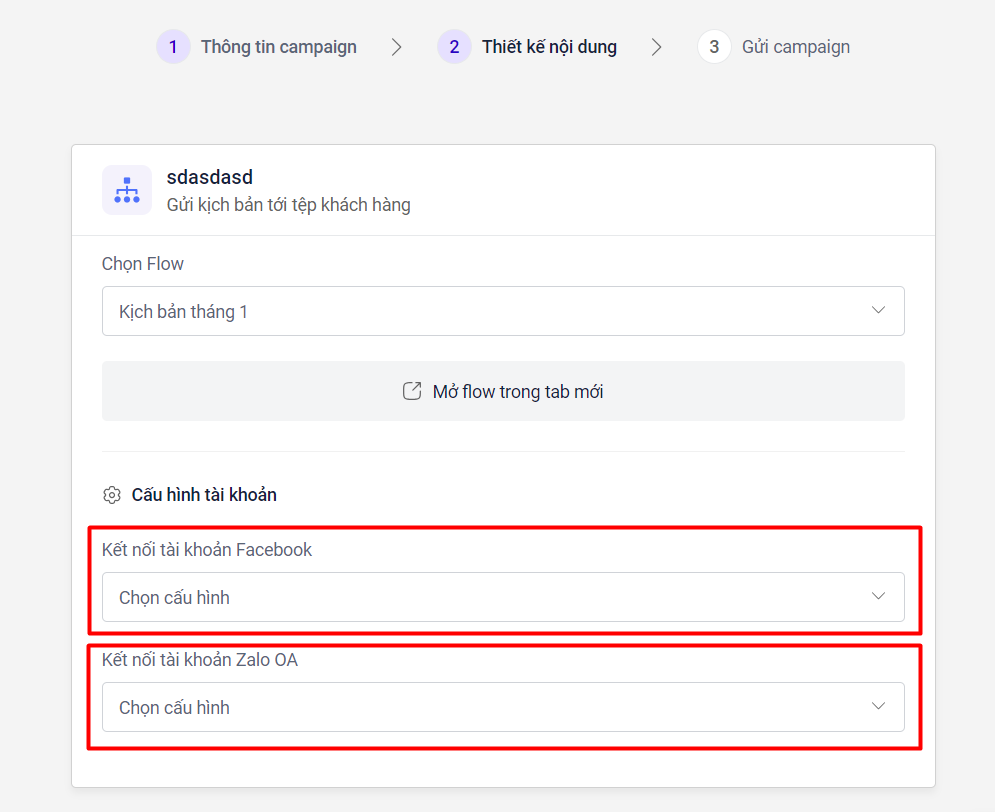 1 Thông tin campaign 2 Thiết kế nội dung 3 Gửi campaign
sdasdasd
Gửi kịch bản tới tệp khách hàng
Chọn Flow
Kịch bản tháng 1
Mở flow trong tab mới
Cấu hình tài khoản
Kết nối tài khoản Facebook
Chọn cấu hình
Kết nối tài khoản Zalo OA
Chọn cấu hình